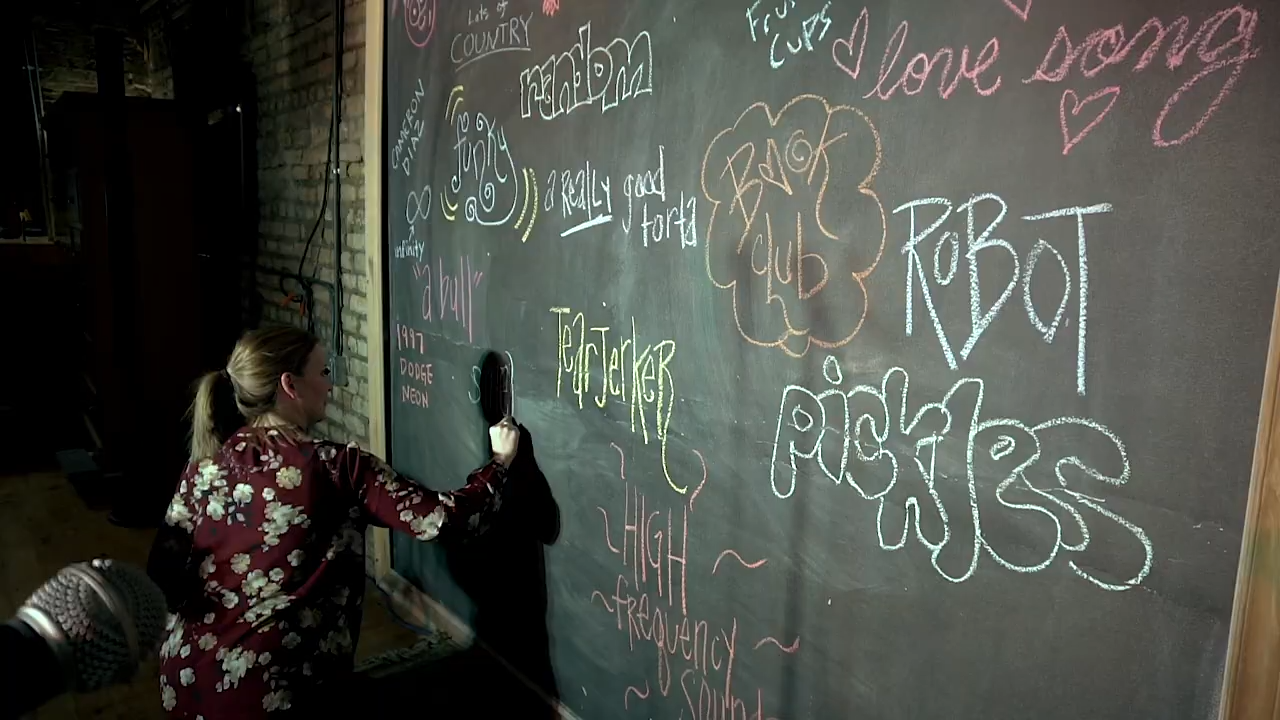 Lots of
COUNTRY
random
FruiT
CUPS
love song
CAMERON
DIAZ
funky
a REALLY good
torta
BOOK
club
ROBOT
∞
infinity
"a bull"
1997
DODGE
NEON
TearJerKER
PiCKLES
~HIGH~
~frequency~
~sounds